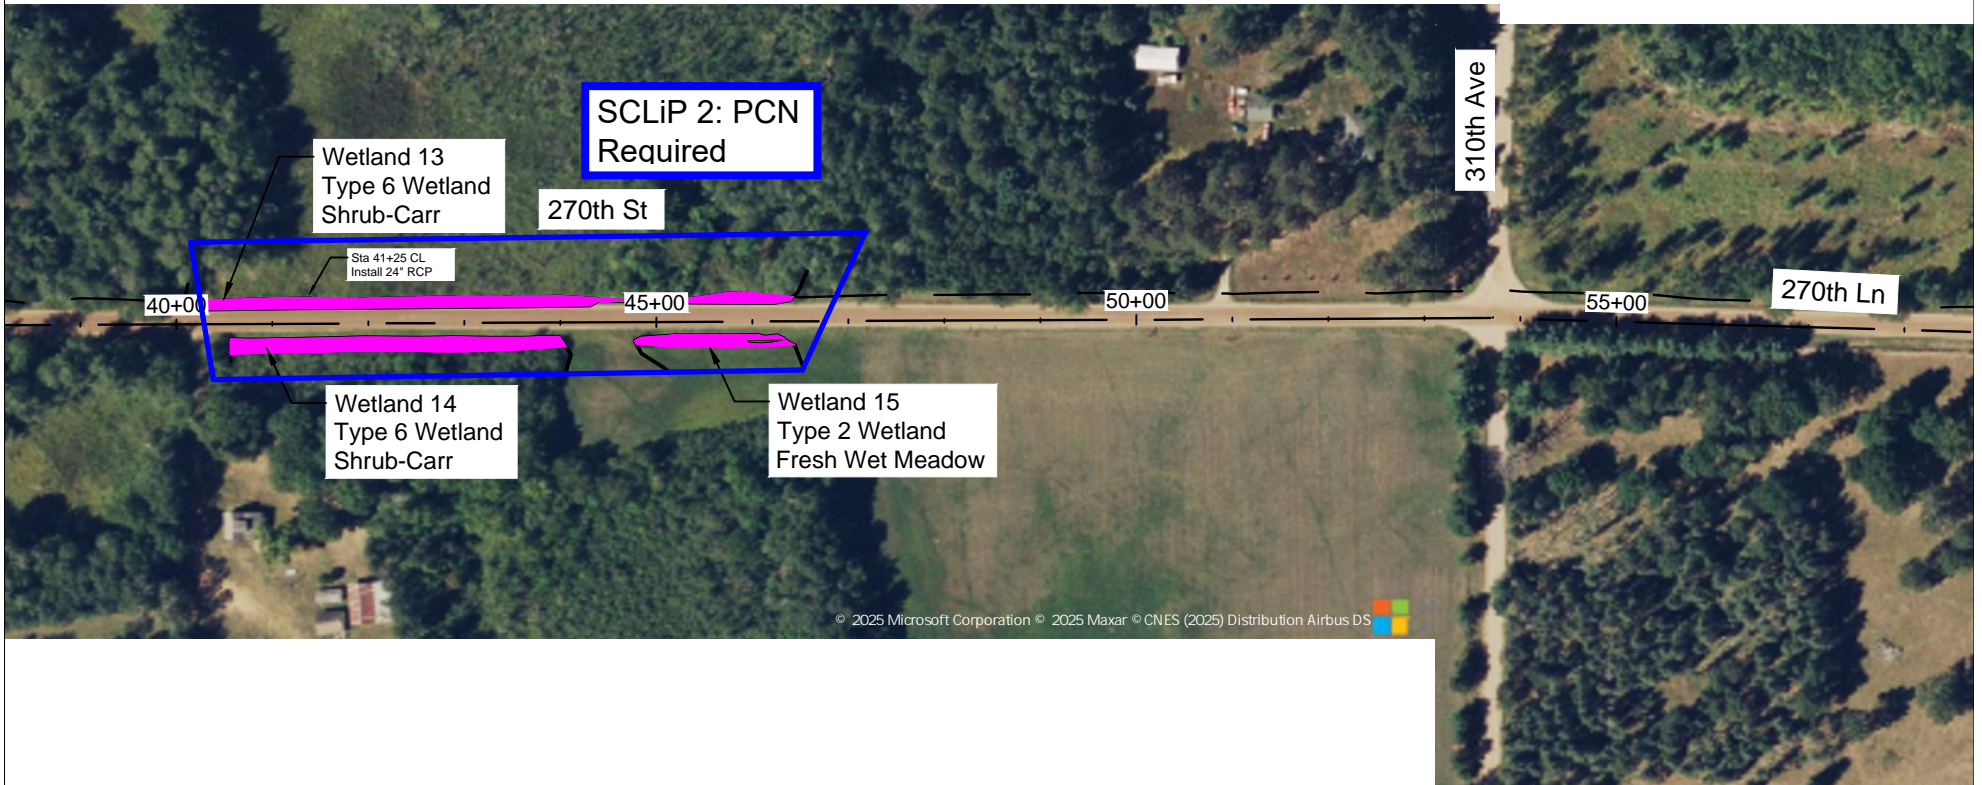 SCLiP 2: PCN
Required
310th Ave
Wetland 13
Type 6 Wetland
Shrub-Carr
270th St
Sta 41+25 CL
Install 24" RCP
40+00
45+00
50+00
55+00
270th Ln
Wetland 14
Type 6 Wetland
Shrub-Carr
Wetland 15
Type 2 Wetland
Fresh Wet Meadow
© 2025 Microsoft Corporation © 2025 Maxar © CNES (2025) Distribution Airbus DS